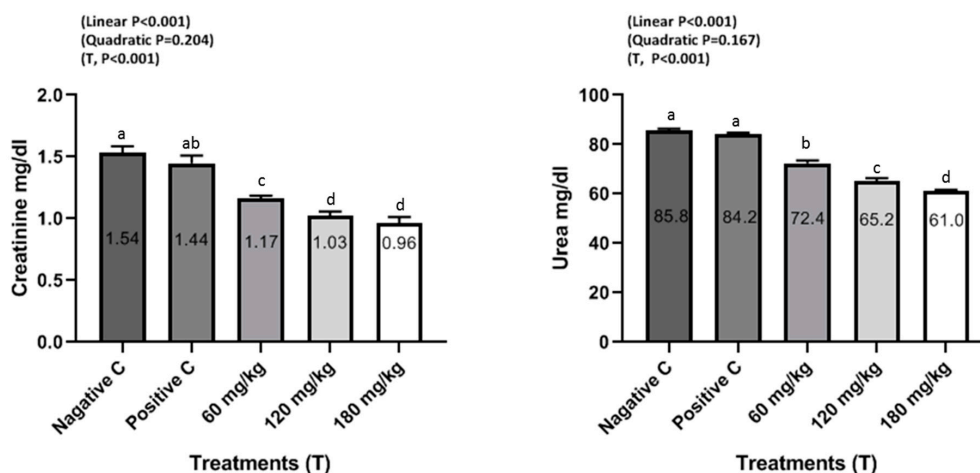 (Linear P<0.001)
(Quadratic P=0.204)
(T, P<0.001)
2.0
1.5
1.0
0.5
0.0
Creatinine mg/dl
a
ab
c
d
d
1.54
1.44
1.17
1.03
0.96
Nagative C
Positive C
60 mg/kg
120 mg/kg
180 mg/kg
Treatments (T)
(Linear P<0.001)
(Quadratic P=0.167)
(T, P<0.001)
100
80
60
40
20
0
Urea mg/dl
a
a
b
c
d
85.8
84.2
72.4
65.2
61.0
Nagative C
Positive C
60 mg/kg
120 mg/kg
180 mg/kg
Treatments (T)